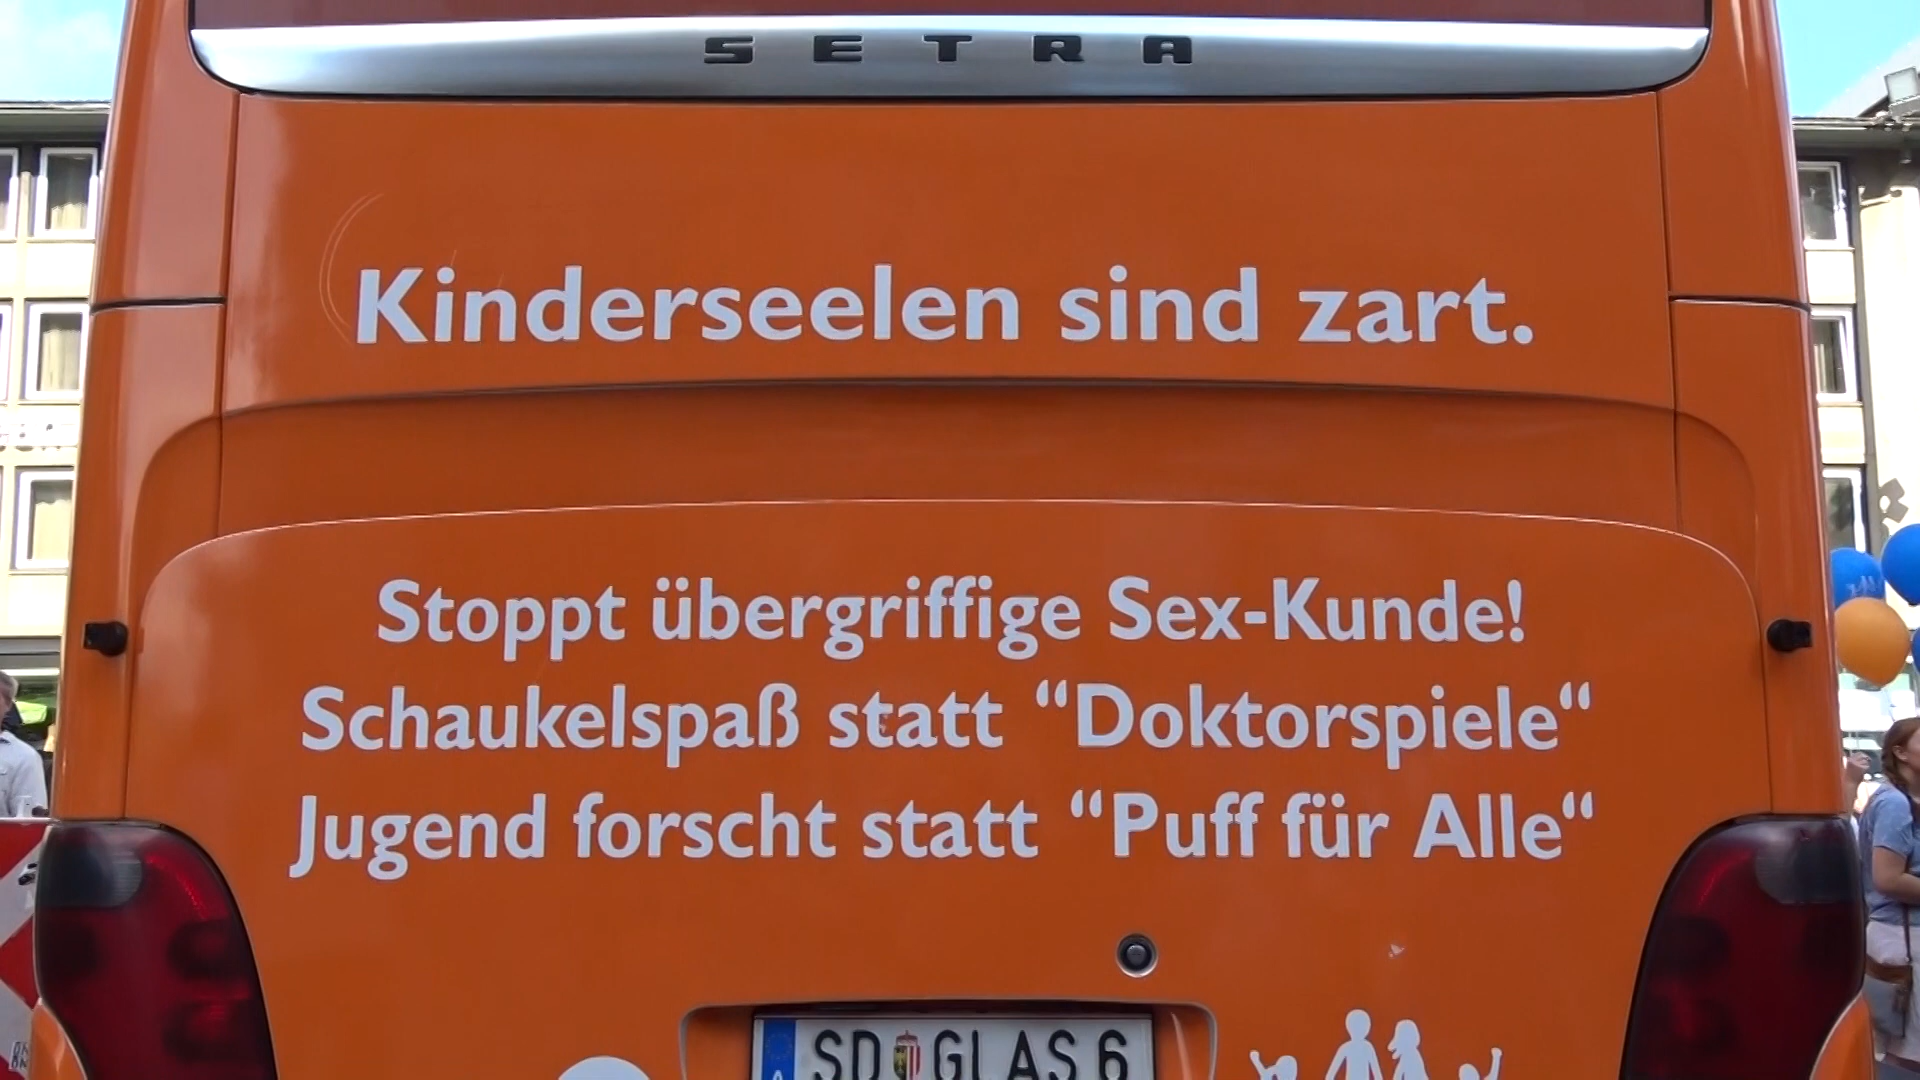 SETRA
Kinderseelen sind zart.
Stoppt übergriffige Sex-Kunde!
Schaukelspaß statt “Doktorspiele“
Jugend forscht statt “Puff für Alle“
SD GLAS 6